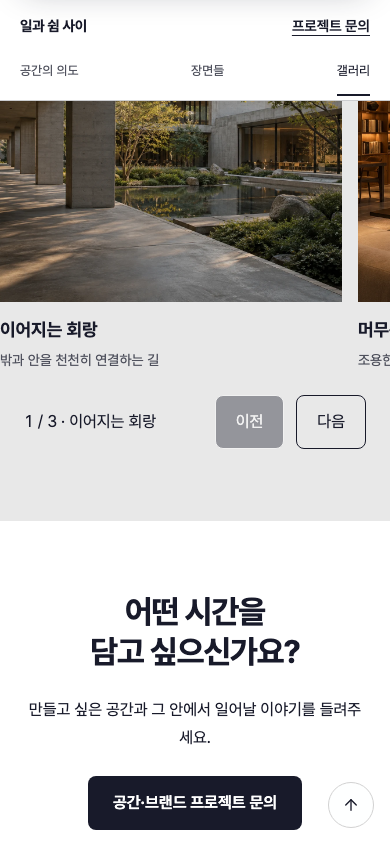 일과 쉼 사이
프로젝트 문의
공간의 의도
장면들
갤러리
이어지는 회랑
머무
밖과 안을 천천히 연결하는 길
조용한
1 / 3 · 이어지는 회랑
이전
다음
어떤 시간을
담고 싶으신가요?
만들고 싶은 공간과 그 안에서 일어날 이야기를 들려주
세요.
공간·브랜드 프로젝트 문의